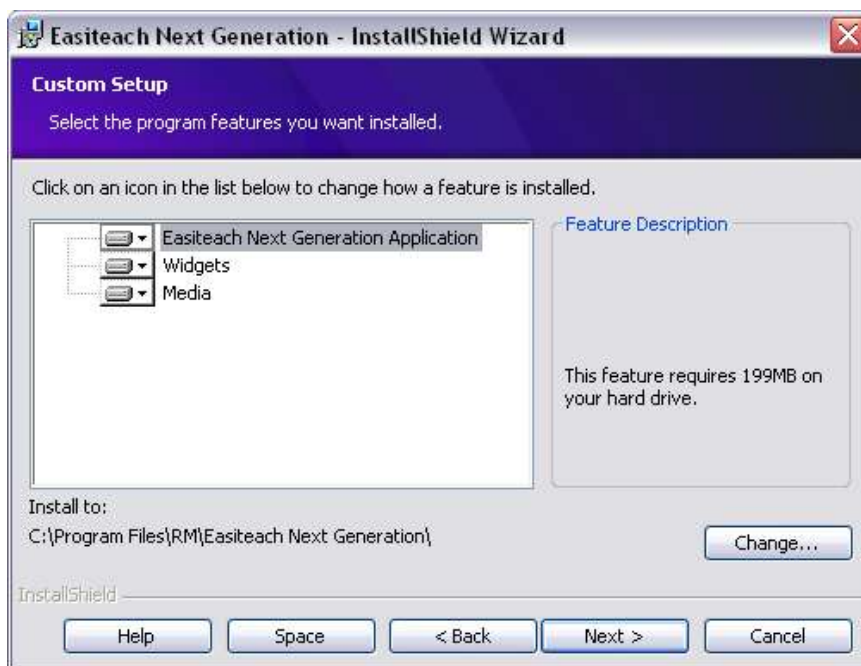 Easiteach Next Generation - InstallShield Wizard
Custom Setup
Select the program features you want installed.
Click on an icon in the list below to change how a feature is installed.
Easiteach Next Generation Application
Widgets
Media
Feature Description
This feature requires 199MB on
your hard drive.
Install to:
C:\Program Files\RM\Easiteach Next Generation\
Change...
InstallShield
Help
Space
< Back
Next >
Cancel